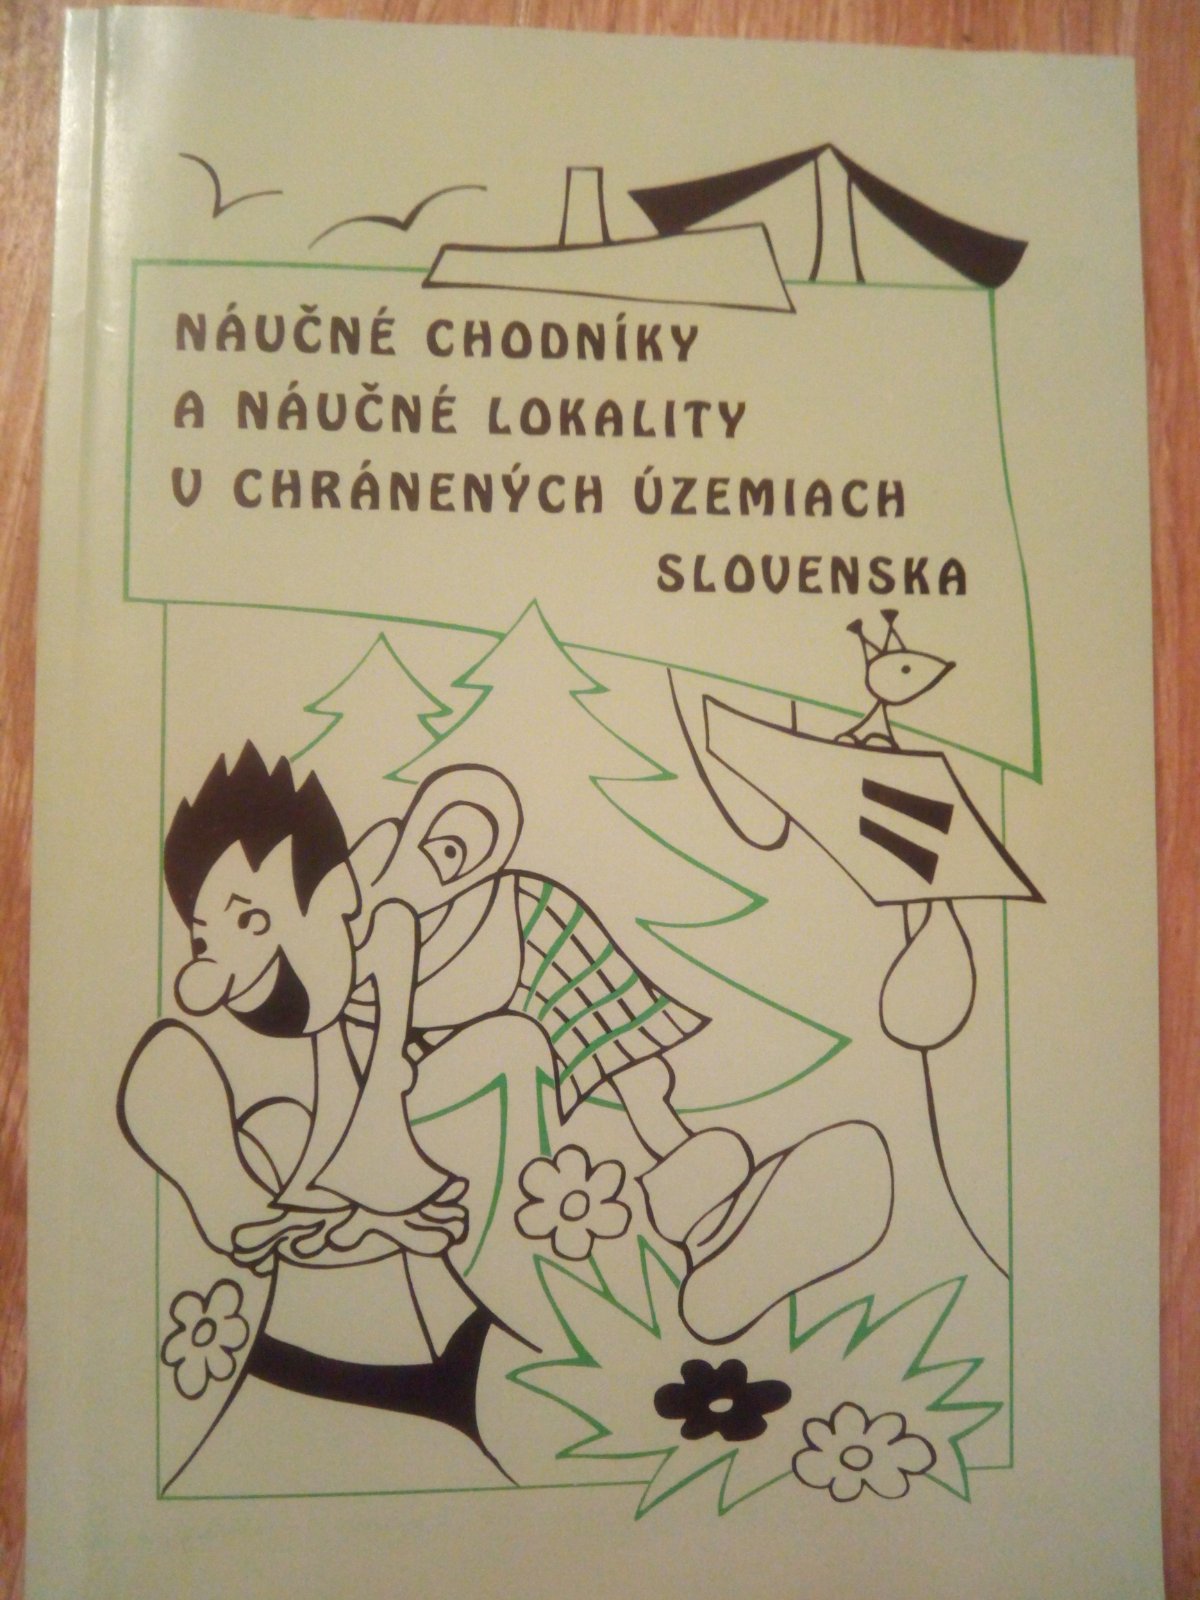 NÁUČNÉ CHODNÍKY
A NÁUČNÉ LOKALITY
V CHRÁNENÝCH ÚZEMIACH
SLOVENSKA